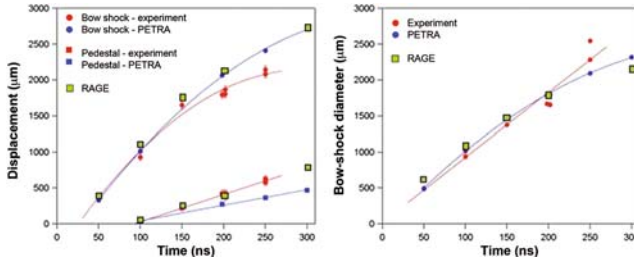 Bow shock - experiment
Bow shock - PETRA
Pedestal - experiment
Pedestal - PETRA
RAGE
Displacement (μm)
3000
2500
2000
1500
1000
500
0
0
50
100
150
200
250
300
Time (ns)
Experiment
PETRA
RAGE
Bow-shock diameter (μm)
3000
2500
2000
1500
1000
500
0
0
50
100
150
200
250
300
Time (ns)